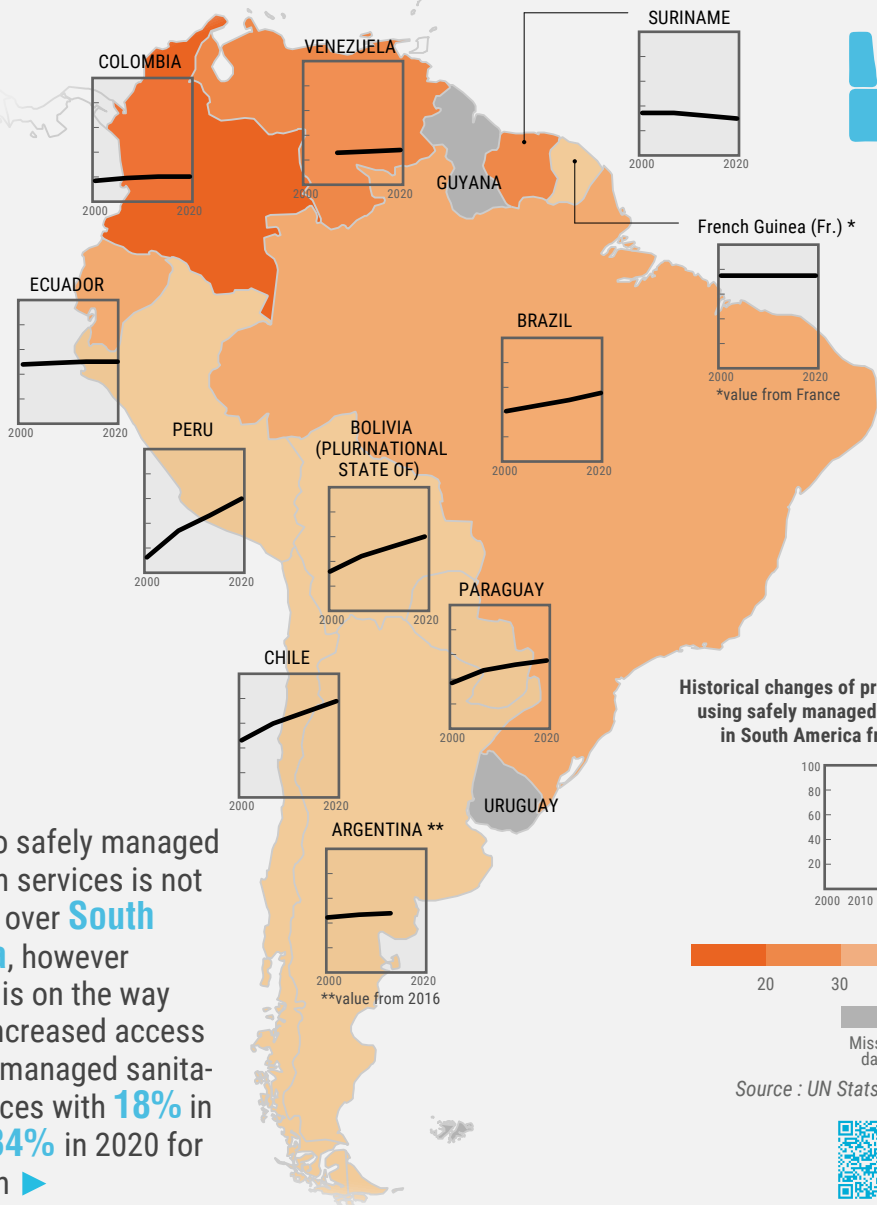 SURINAME
2000 2020
VENEZUELA
2000 2020
COLOMBIA
2000 2020
GUYANA
French Guinea (Fr.) *
2000 2020
*value from France
ECUADOR
2000 2020
BRAZIL
2000 2020
PERU
2000 2020
BOLIVIA
(PLURINATIONAL
STATE OF)
2000 2020
PARAGUAY
2000 2020
CHILE
2000 2020
URUGUAY
ARGENTINA **
2000 2020
**value from 2016
Historical changes of pr
using safely managed
in South America fr
100
80
60
40
20
2000 2010
20 30
Miss
da
Source : UN Stats
o safely managed
n services is not
over South
, however
is on the way
ncreased access
managed sanita-
ces with 18% in
34% in 2020 for
n